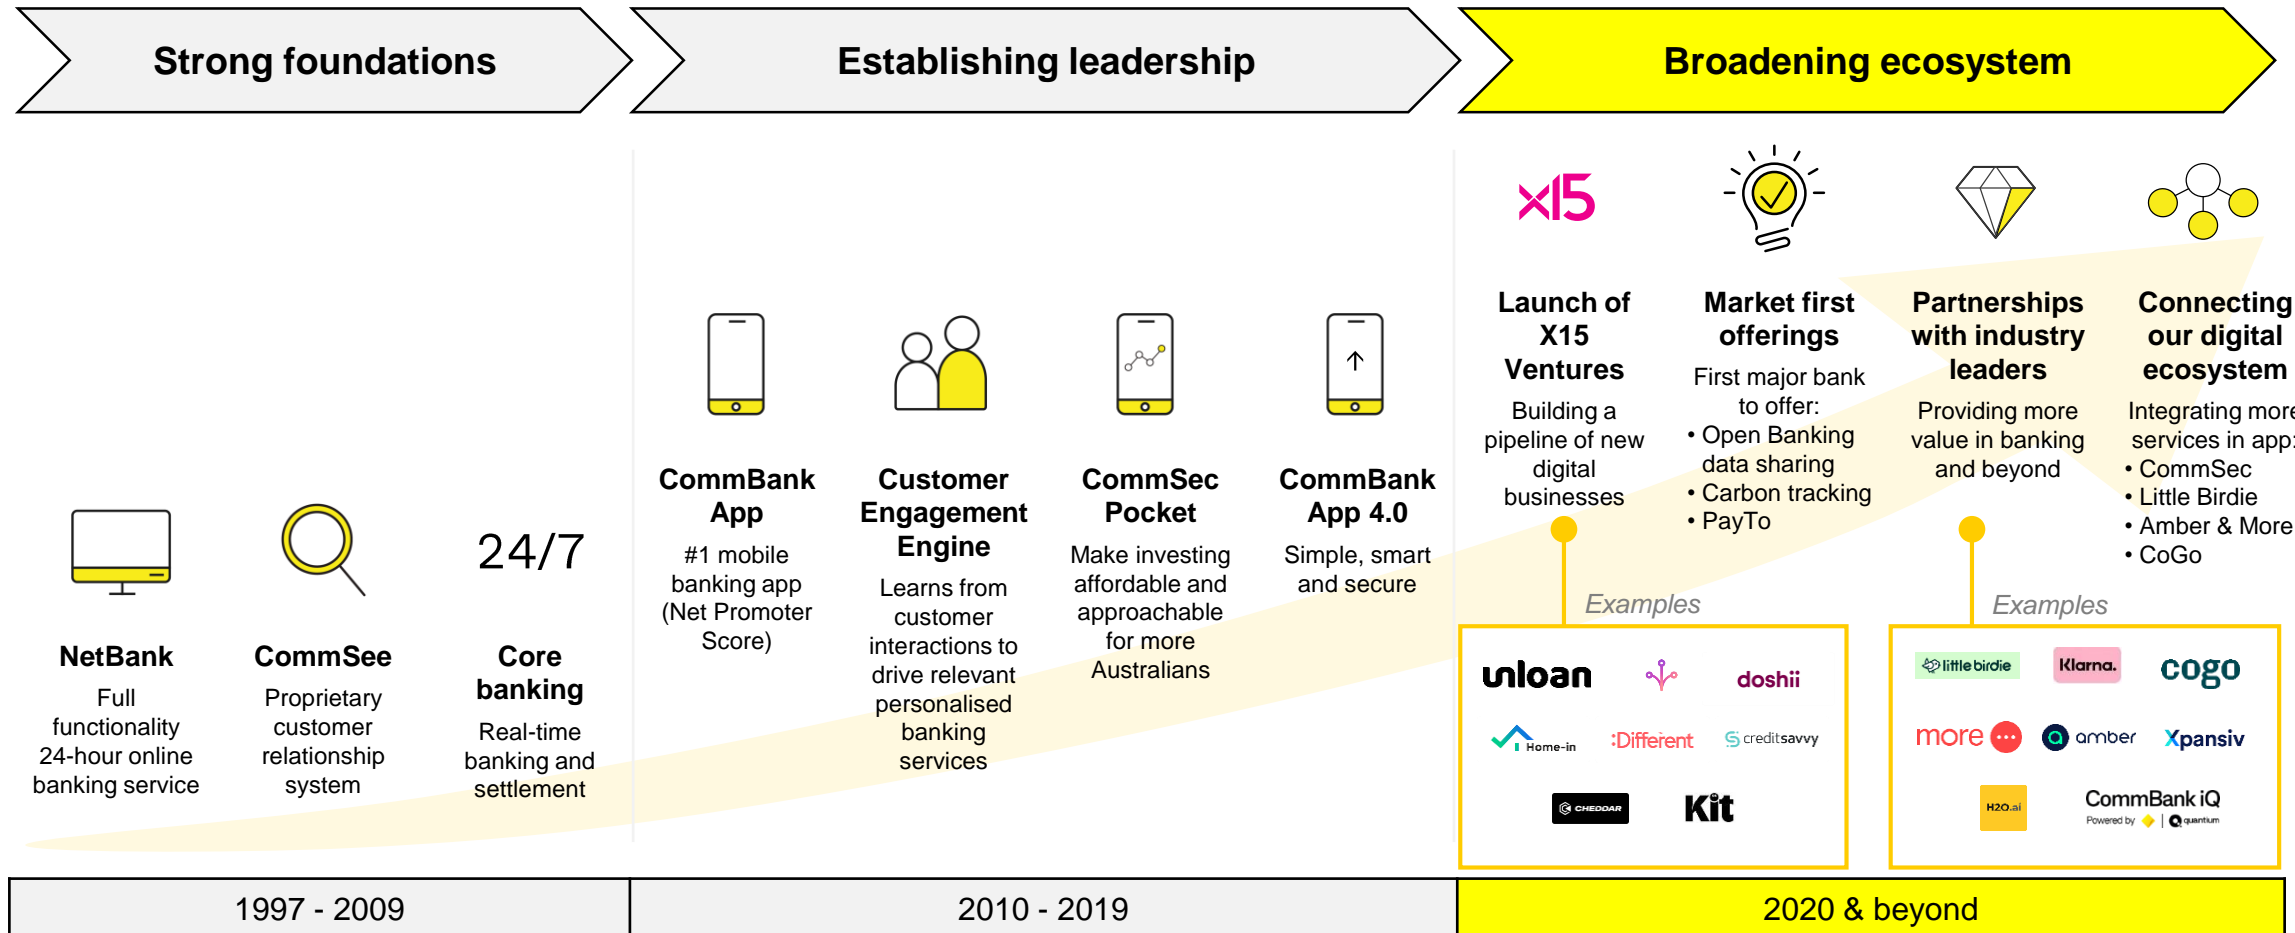 Strong foundations
Establishing leadership
Broadening ecosystem
NetBank
Full
functionality
24-hour online
banking service
CommSee
Proprietary
customer
relationship
system
24/7
Core
banking
Real-time
banking and
settlement
CommBank
App
#1 mobile
banking app
(Net Promoter
Score)
Customer
Engagement
Engine
Learns from
customer
interactions to
drive relevant
personalised
banking
services
CommSec
Pocket
Make investing
affordable and
approachable
for more
Australians
CommBank
App 4.0
Simple, smart
and secure
x15
Launch of
X15
Ventures
Building a
pipeline of new
digital
businesses
Market first
offerings
First major bank
to offer:
• Open Banking
data sharing
• Carbon tracking
• PayTo
Partnerships
with industry
leaders
Providing more
value in banking
and beyond
Connecting
our digital
ecosystem
Integrating more
services in app:
• CommSec
• Little Birdie
• Amber & More
• CoGo
Examples
unloan
doshii
Home-in
:Different
creditsavvy
CHEDDAR
Kit
Examples
little birdie
Klarna.
cogo
more
amber
Xpansiv
H2O.ai
CommBank iQ
Powered by | quantium
1997 - 2009
2010 - 2019
2020 & beyond